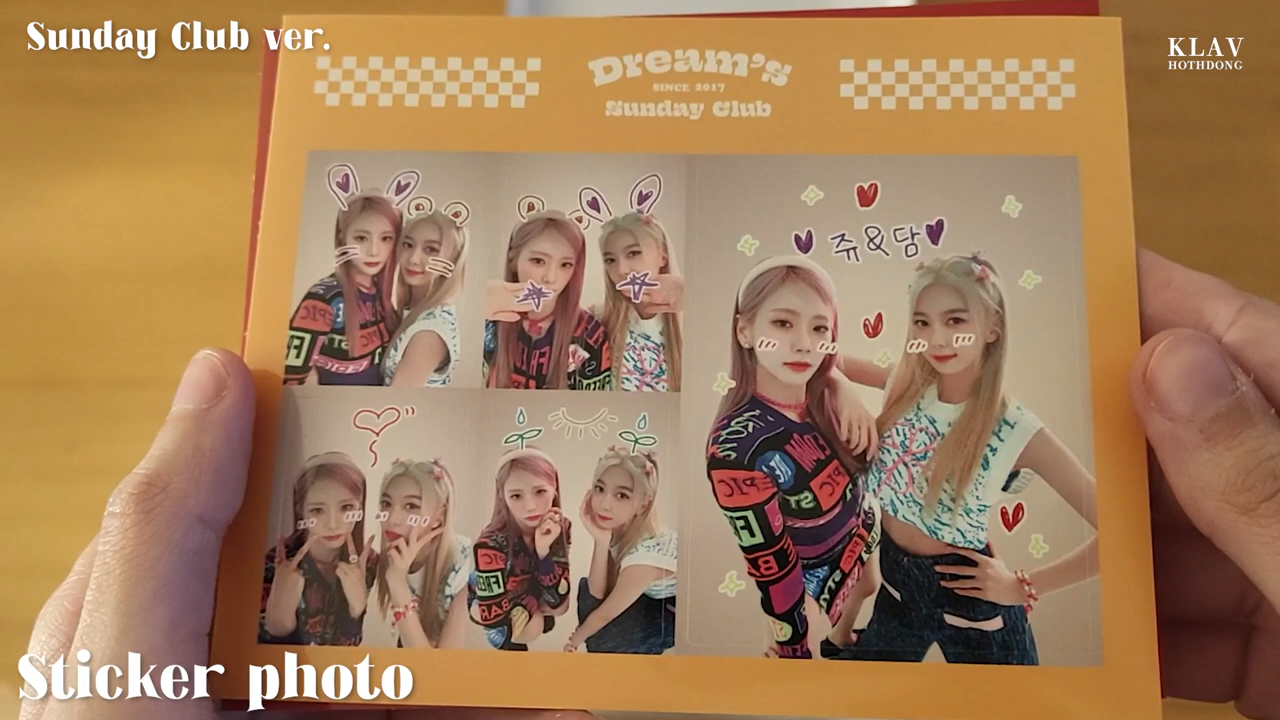 Sunday Club ver.
KLAV
HOTHDONG
Dream's
SINCE 2017
Sunday Club
쥬&담
Sticker photo